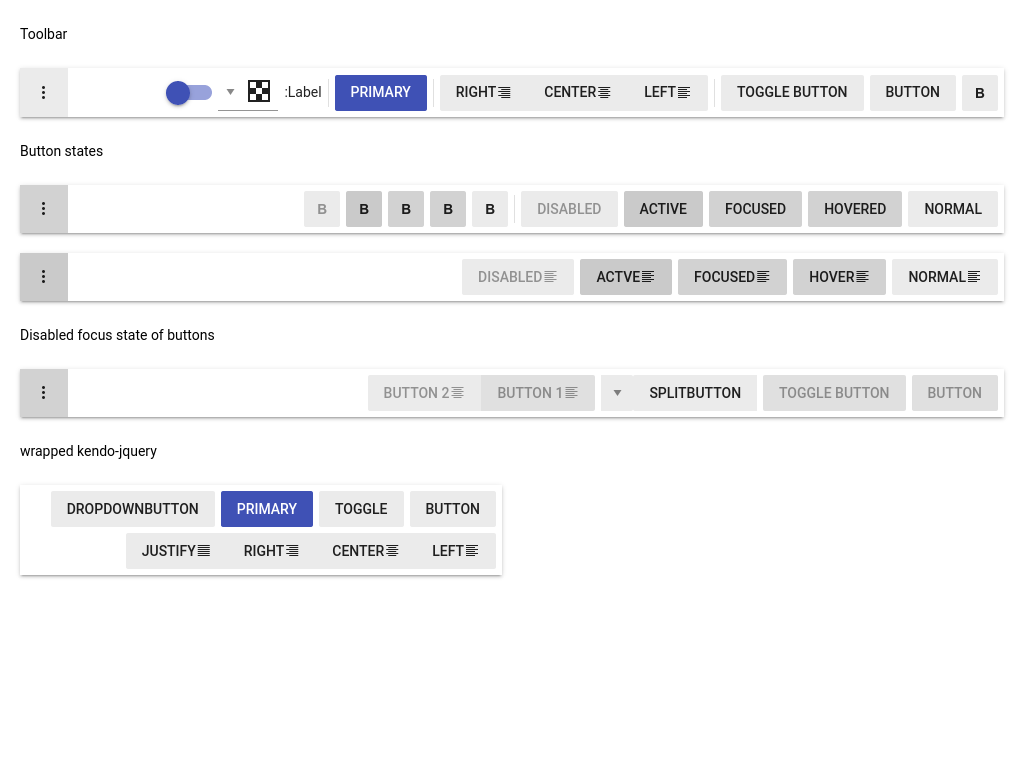 Toolbar
:Label PRIMARY RIGHT CENTER LEFT TOGGLE BUTTON BUTTON B
Button states
B B B B B DISABLED ACTIVE FOCUSED HOVERED NORMAL
DISABLED ACTVE FOCUSED HOVER NORMAL
Disabled focus state of buttons
BUTTON 2 BUTTON 1 SPLITBUTTON TOGGLE BUTTON BUTTON
wrapped kendo-jquery
DROPDOWNBUTTON PRIMARY TOGGLE BUTTON
JUSTIFY RIGHT CENTER LEFT